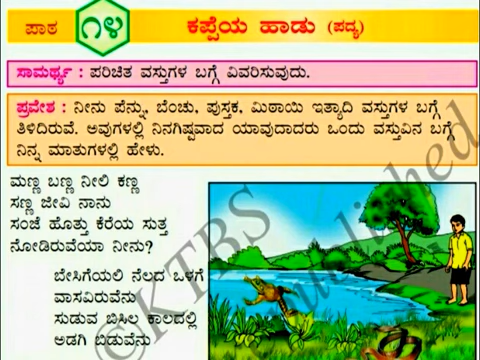 ಪಾಠ ೧೪ ಕಪ್ಪೆಯ ಹಾಡು (ಪದ್ಯ)
ಸಾಮರ್ಥ್ಯ : ಪರಿಚಿತ ವಸ್ತುಗಳ ಬಗ್ಗೆ ವಿವರಿಸುವುದು.
ಪ್ರವೇಶ : ನೀನು ಪೆನ್ನು, ಬೆಂಚು, ಪುಸ್ತಕ, ಮಿಠಾಯಿ ಇತ್ಯಾದಿ ವಸ್ತುಗಳ ಬಗ್ಗೆ
ತಿಳಿದಿರುವೆ. ಅವುಗಳಲ್ಲಿ ನಿನಗಿಷ್ಟವಾದ ಯಾವುದಾದರು ಒಂದು ವಸ್ತುವಿನ ಬಗ್ಗೆ
ನಿನ್ನ ಮಾತುಗಳಲ್ಲಿ ಹೇಳು.
ಮಣ್ಣ ಬಣ್ಣ ನೀಲಿ ಕಣ್ಣ
ಸಣ್ಣ ಜೀವಿ ನಾನು
ಸಂಜೆ ಹೊತ್ತು ಕೆರೆಯ ಸುತ್ತ
ನೋಡಿರುವೆಯಾ ನೀನು?
ಬೇಸಿಗೆಯಲಿ ನೆಲದ ಒಳಗೆ
ವಾಸವಿರುವೆನು
ಸುಡುವ ಬಿಸಿಲ ಕಾಲದಲ್ಲಿ
ಅಡಗಿ ಬಿಡುವೆನು
©KTBS
published